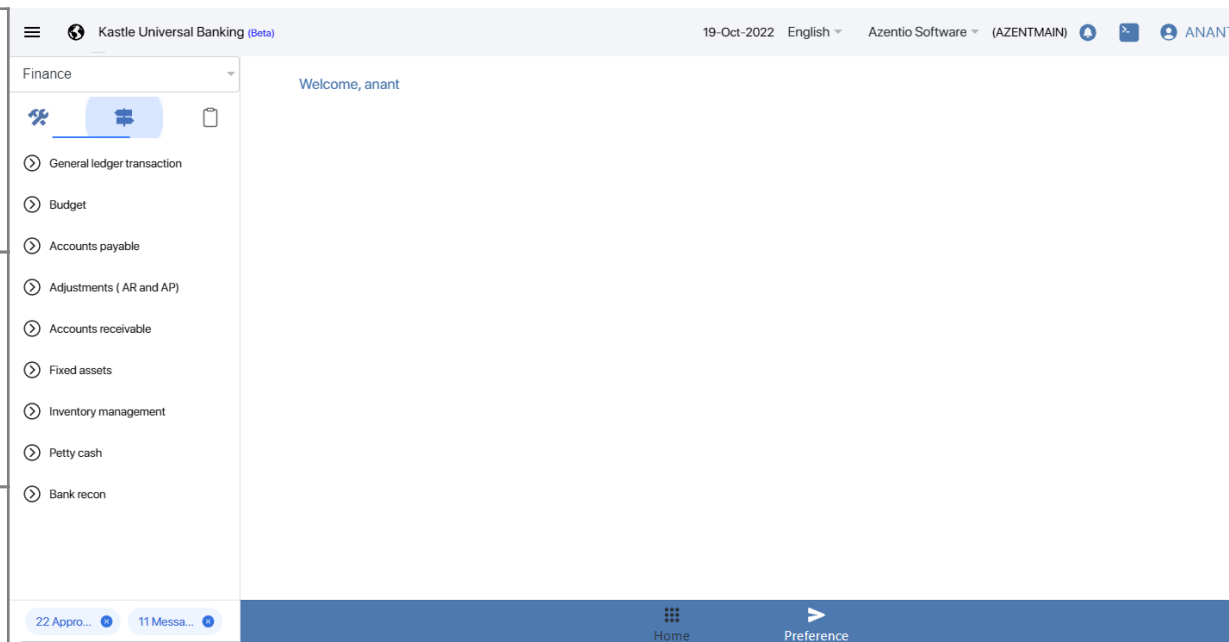 Kastle Universal Banking (Beta)
19-Oct-2022 English Azentio Software (AZENTMAIN) ANANT
Finance
Welcome, anant
General ledger transaction
Budget
Accounts payable
Adjustments ( AR and AP)
Accounts receivable
Fixed assets
Inventory management
Petty cash
Bank recon
22 Appro... 11 Messa...
Home Preference